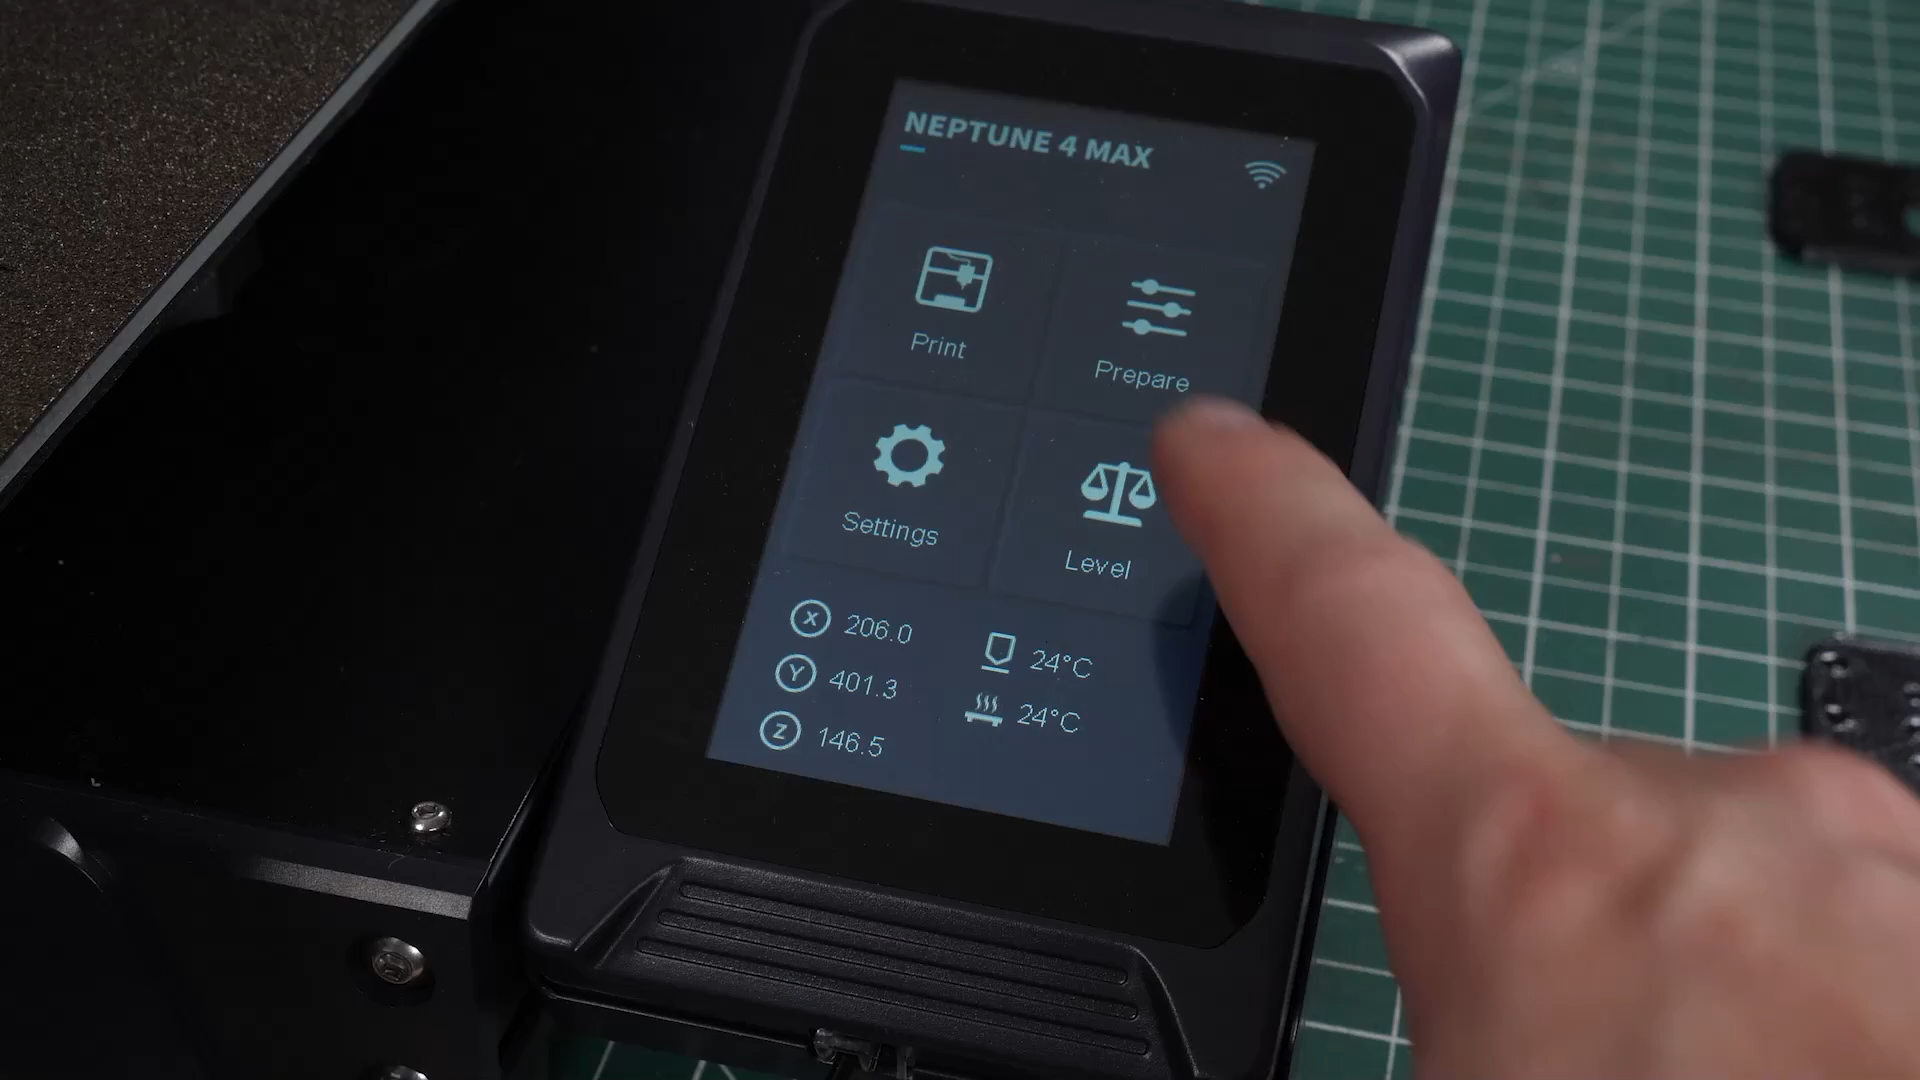 NEPTUNE 4 MAX
Print
Prepare
Settings
Level
X 206.0
24°C
Y 401.3
24°C
Z 146.5